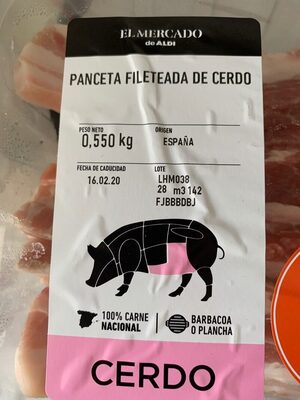 EL MERCADO
de ALDI
PANCETA FILETEADA DE CERDO
PESO NETO
0,550 kg
ORIGEN
ESPAÑA
FECHA DE CADUCIDAD
16.02.20
LOTE
LHM038
28 m3 142
FJBBBDBJ
100% CARNE
NACIONAL
BARBACOA
O PLANCHA
CERDO